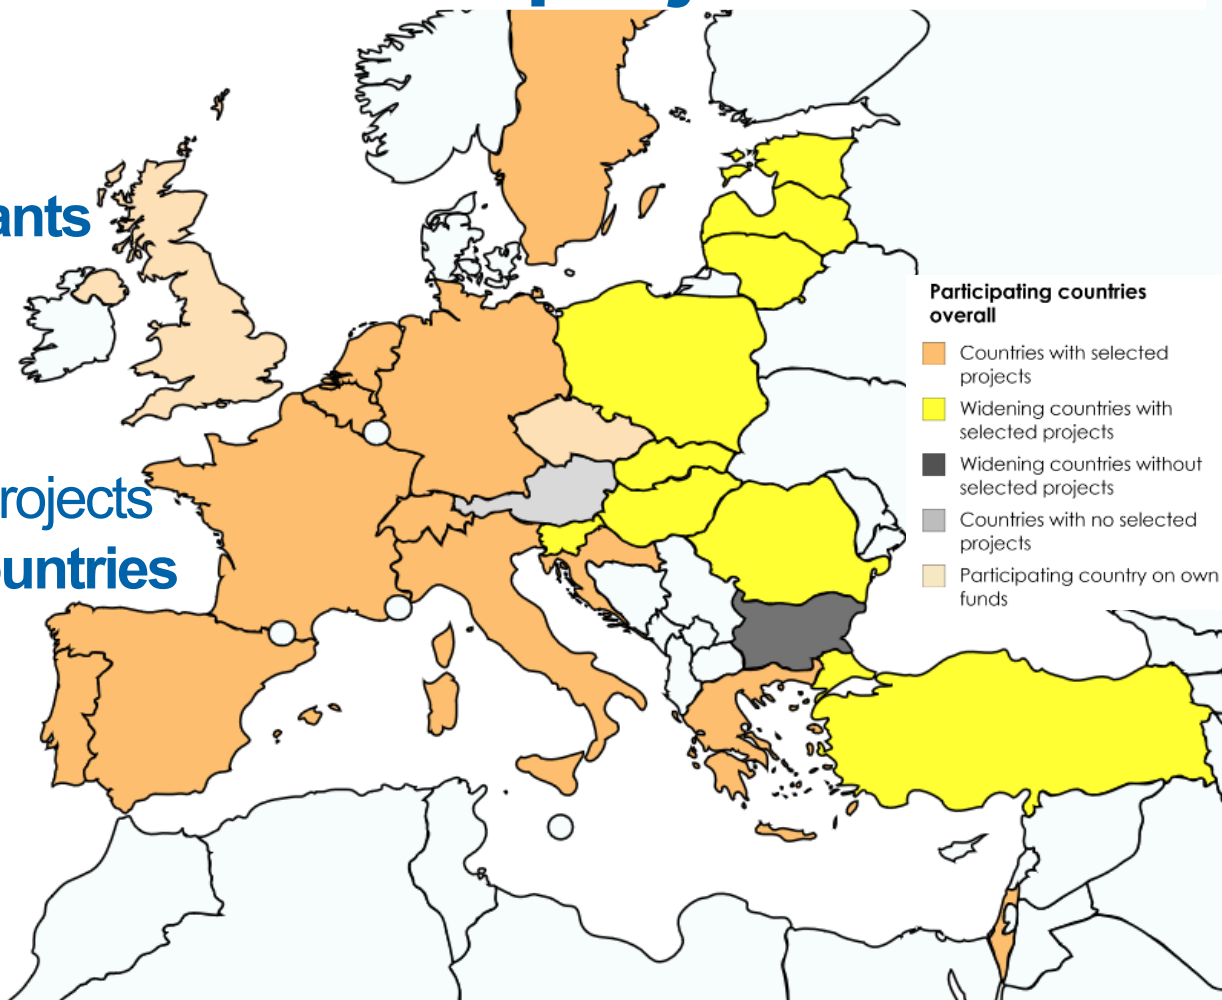 ants
rojects
ountries
Participating countries
overall
Countries with selected
projects
Widening countries with
selected projects
Widening countries without
selected projects
Countries with no selected
projects
Participating country on own
funds